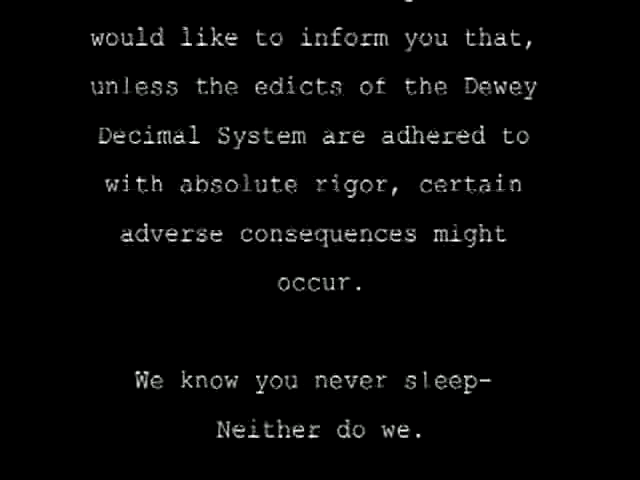 would like to inform you that,
unless the edicts of the Dewey
Decimal System are adhered to
with absolute rigor, certain
adverse consequences might
occur.
We know you never sleep-
Neither do we.